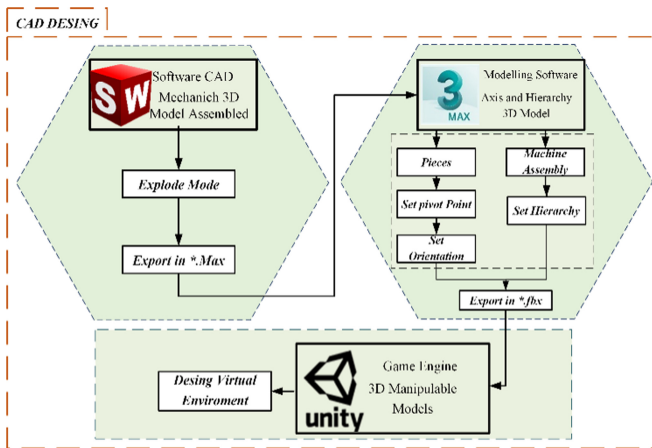 CAD DESING
SW
Software CAD
Mechanich 3D
Model Assembled
Explode Mode
Export in *.Max
3
MAX
Modelling Software
Axis and Hierarchy
3D Model
Pieces
Set pivot Point
Set
Orientation
Machine
Assembly
Set Hierarchy
Export in *.fbx
unity
Game Engine
3D Manipulable
Models
Desing Virtual
Enviroment